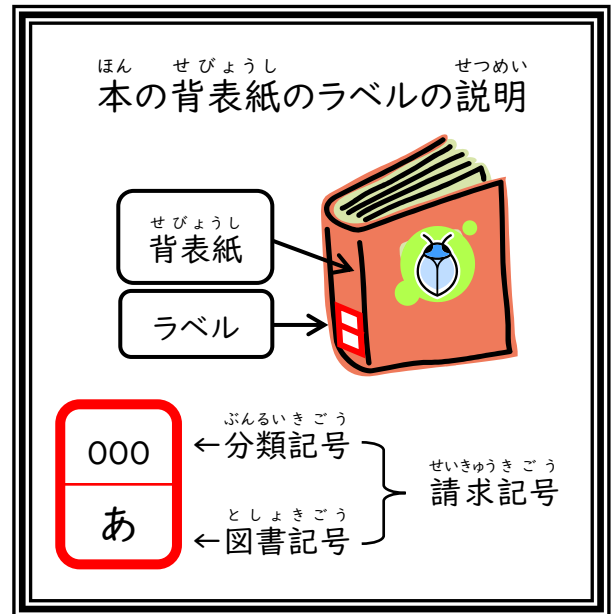 ほん せびょうし せつめい
本の背表紙のラベルの説明
せびょうし
背表紙
ラベル
000
ぶんるいきごう
←分類記号
せいきゅうきごう
請求記号
あ
としょきごう
←図書記号